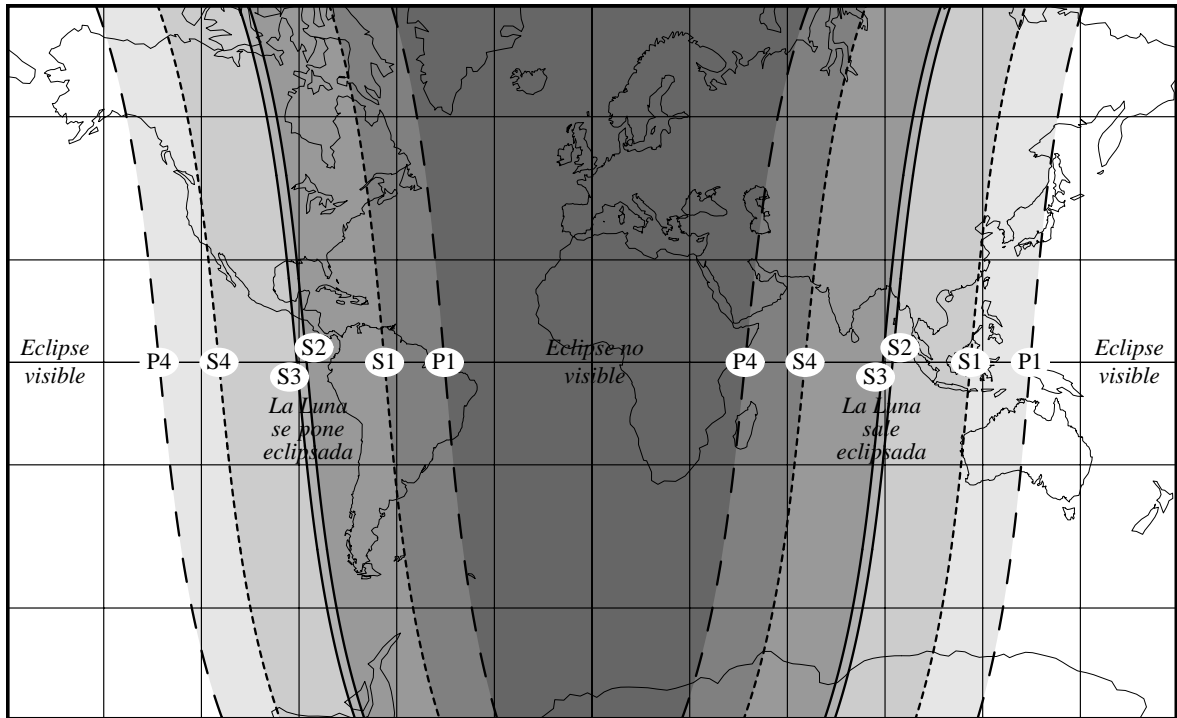 Eclipse
visible
P4
S4
S2
S3
S1
P1
La Luna
se pone
eclipsada
Eclipse no
visible
P4
S4
S2
S3
S1
P1
La Luna
sale
eclipsada
Eclipse
visible